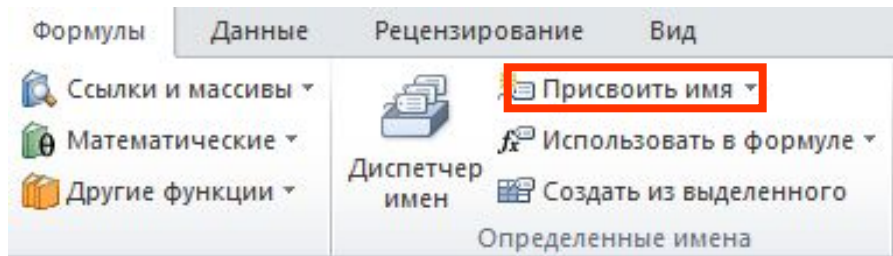 Формулы Данные Рецензирование Вид
Ссылки и массивы
Математические
Другие функции
Диспетчер
имен
Присвоить имя
Использовать в формуле
Создать из выделенного
Определенные имена